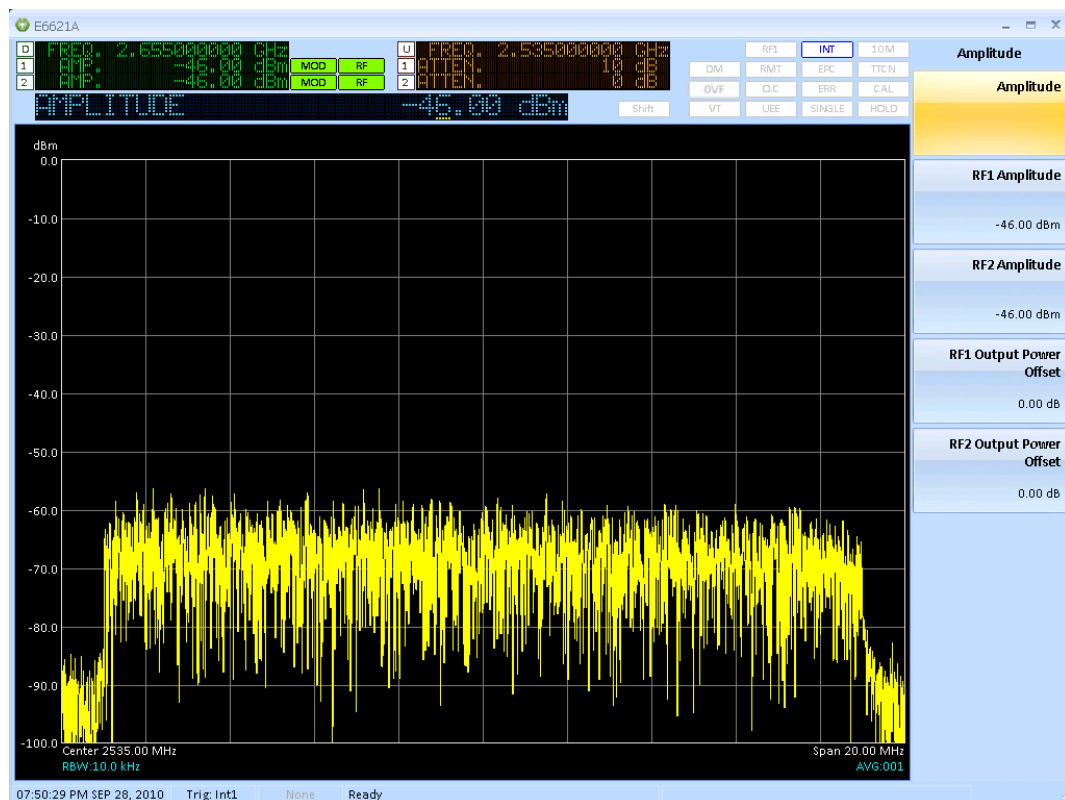 E6621A
D FREQ. 2.655000000 GHz
1 AMP: -46.00 dBm MOD RF
2 AMP: -46.00 dBm MOD RF
U FREQ. 2.535000000 GHz
1 ATTEN: 10 dB
2 ATTEN: 0 dB
RF1 INT 10M
DM RMT EPC TTCN
OVF O.C ERR CAL
VT UEE SINGLE HOLD
AMPLITUDE -46.00 dBm
Shift
Amplitude
Amplitude
RF1 Amplitude
-46.00 dBm
RF2 Amplitude
-46.00 dBm
RF1 Output Power
Offset
0.00 dB
RF2 Output Power
Offset
0.00 dB
dBm
0.0
-10.0
-20.0
-30.0
-40.0
-50.0
-60.0
-70.0
-80.0
-90.0
-100.0
Center 2535.00 MHz Span 20.00 MHz
RBW:10.0 kHz AVG:001
07:50:29 PM SEP 28, 2010 Trig: Int1 None Ready